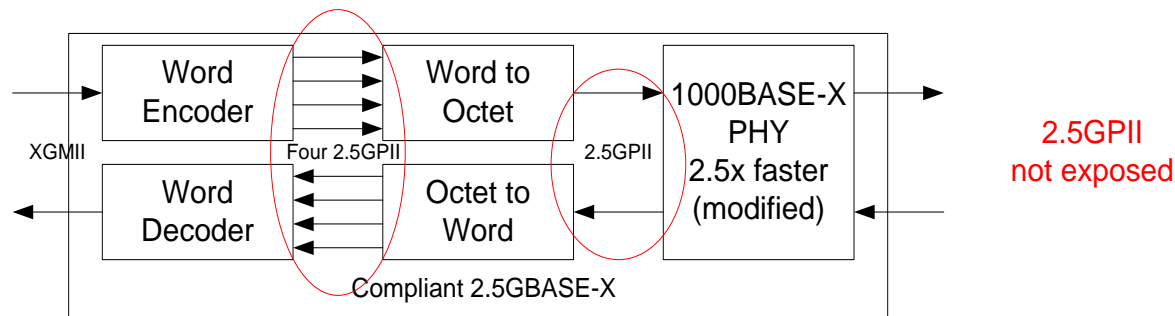 Word
Encoder
Word to
Octet
1000BASE-X
PHY
2.5x faster
(modified)
XGMII
Four 2.5GPII
2.5GPII
2.5GPII
not exposed
Word
Decoder
Octet to
Word
Compliant 2.5GBASE-X